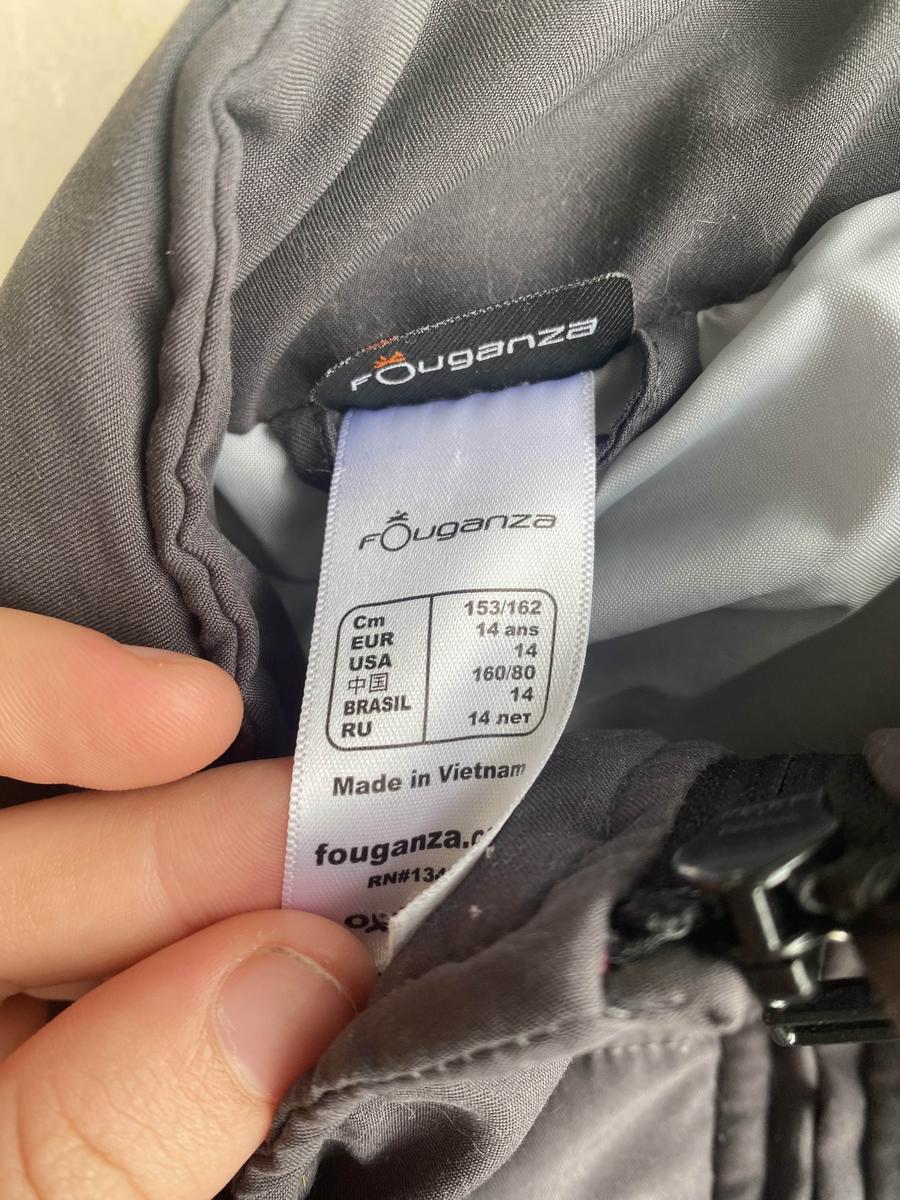 Fouganza
Fouganza
Cm 153/162
EUR 14 ans
USA 14
中国 160/80
BRASIL 14
RU 14 лет
Made in Vietnam